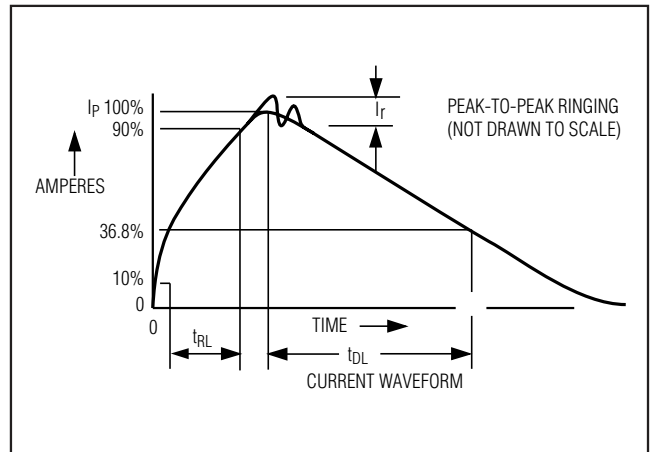 IP 100%
90%
AMPERES
36.8%
10%
0
0
tRL
TIME
tDL
CURRENT WAVEFORM
Ir
PEAK-TO-PEAK RINGING
(NOT DRAWN TO SCALE)